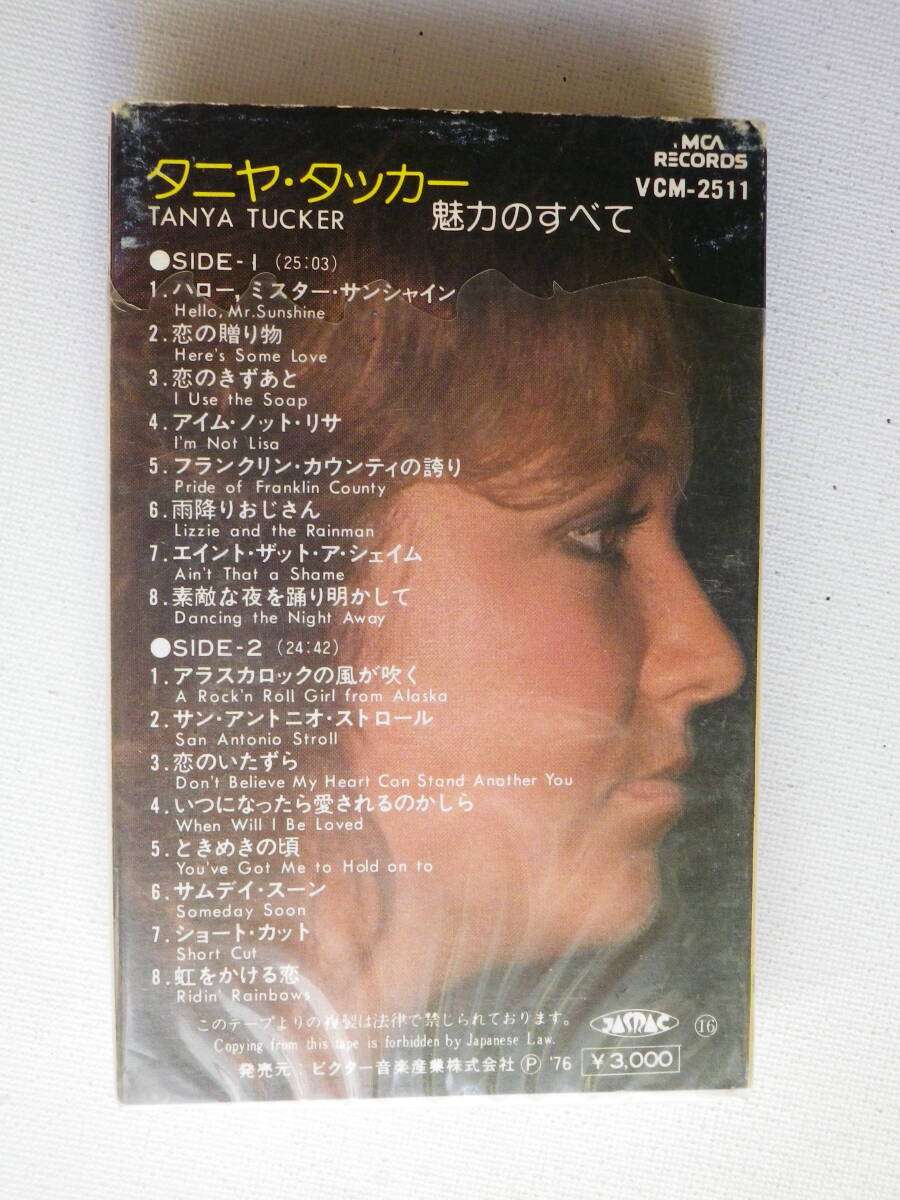 MCA
RECORDS
タニヤ・タッカー
VCM-2511
TANYA TUCKER
魅力のすべて
●SIDE-1 (25:03)
1.ハロー,ミスター・サンシャイン
Hello, Mr.Sunshine
2.恋の贈り物
Here's Some Love
3.恋のきずあと
I Use the Soap
4.アイム・ノット・リサ
I'm Not Lisa
5.フランクリン・カウンティの誇り
Pride of Franklin County
6.雨降りおじさん
Lizzie and the Rainman
7.エイント・ザット・ア・シェイム
Ain't That a Shame
8.素敵な夜を踊り明かして
Dancing the Night Away
●SIDE-2 (24:42)
1.アラスカロックの風が吹く
A Rock'n Roll Girl from Alaska
2.サン・アントニオ・ストロール
San Antonio Stroll
3.恋のいたずら
Don't Believe My Heart Can Stand Another You
4.いつになったら愛されるのかしら
When Will I Be Loved
5.ときめきの頃
You've Got Me to Hold on to
6.サムデイ・スーン
Someday Soon
7.ショート・カット
Short Cut
8.虹をかける恋
Ridin' Rainbows
このテープよりの複製は法律で禁じられております。
Copying from this tape is forbidden by Japanese Law.
JASRAC ⑯
発売元:ビクター音楽産業株式会社 Ⓟ '76 ¥3,000